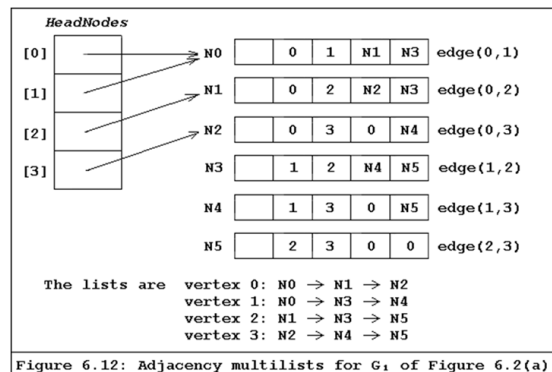 HeadNodes
[0] N0 0 1 N1 N3 edge(0,1)
[1] N1 0 2 N2 N3 edge(0,2)
[2] N2 0 3 0 N4 edge(0,3)
[3] N3 1 2 N4 N5 edge(1,2)
N4 1 3 0 N5 edge(1,3)
N5 2 3 0 0 edge(2,3)
The lists are vertex 0: N0 → N1 → N2
vertex 1: N0 → N3 → N4
vertex 2: N1 → N3 → N5
vertex 3: N2 → N4 → N5
Figure 6.12: Adjacency multilists for G₁ of Figure 6.2(a)